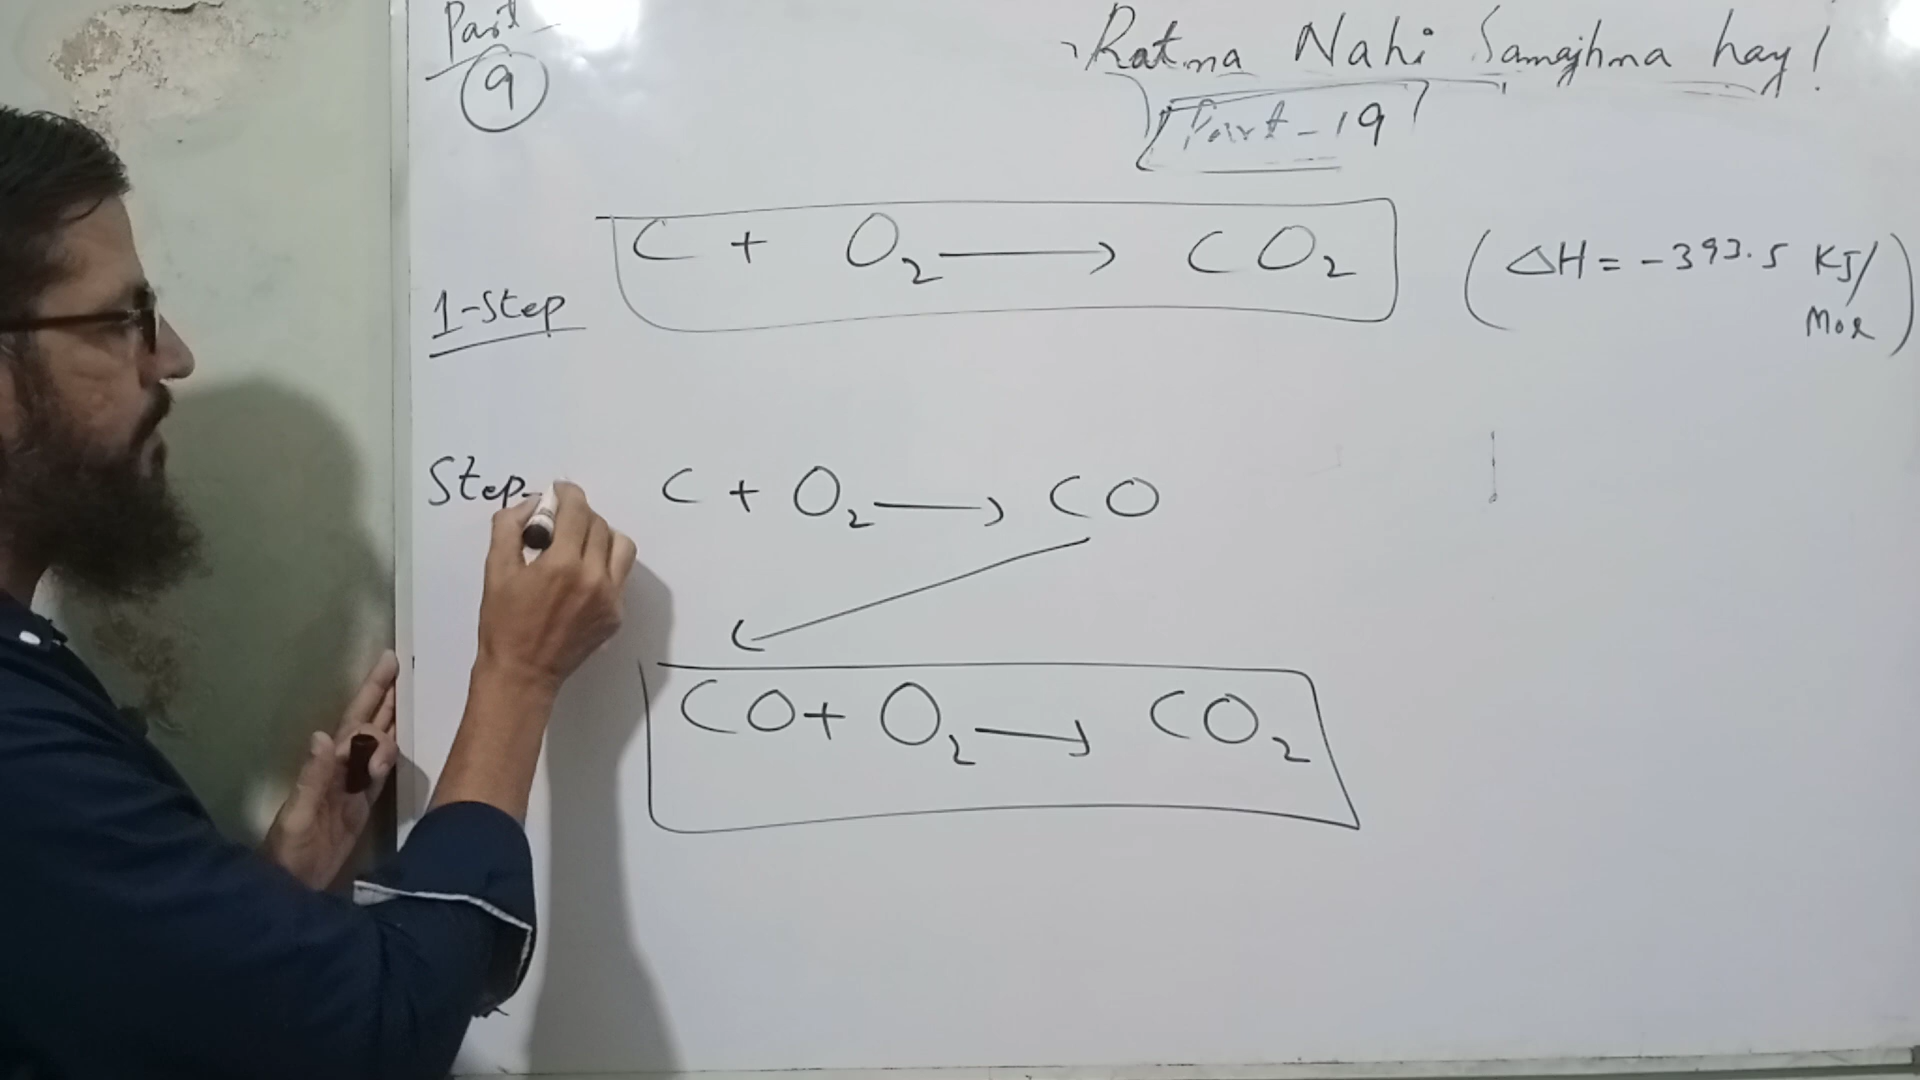 Part
9
Ratna Nahi Samajhna hay!
Part-19
C + O₂ → CO₂ (ΔH = -393.5 KJ/
Mol)
1-Step
Step- C + O₂ → CO
CO + O₂ → CO₂